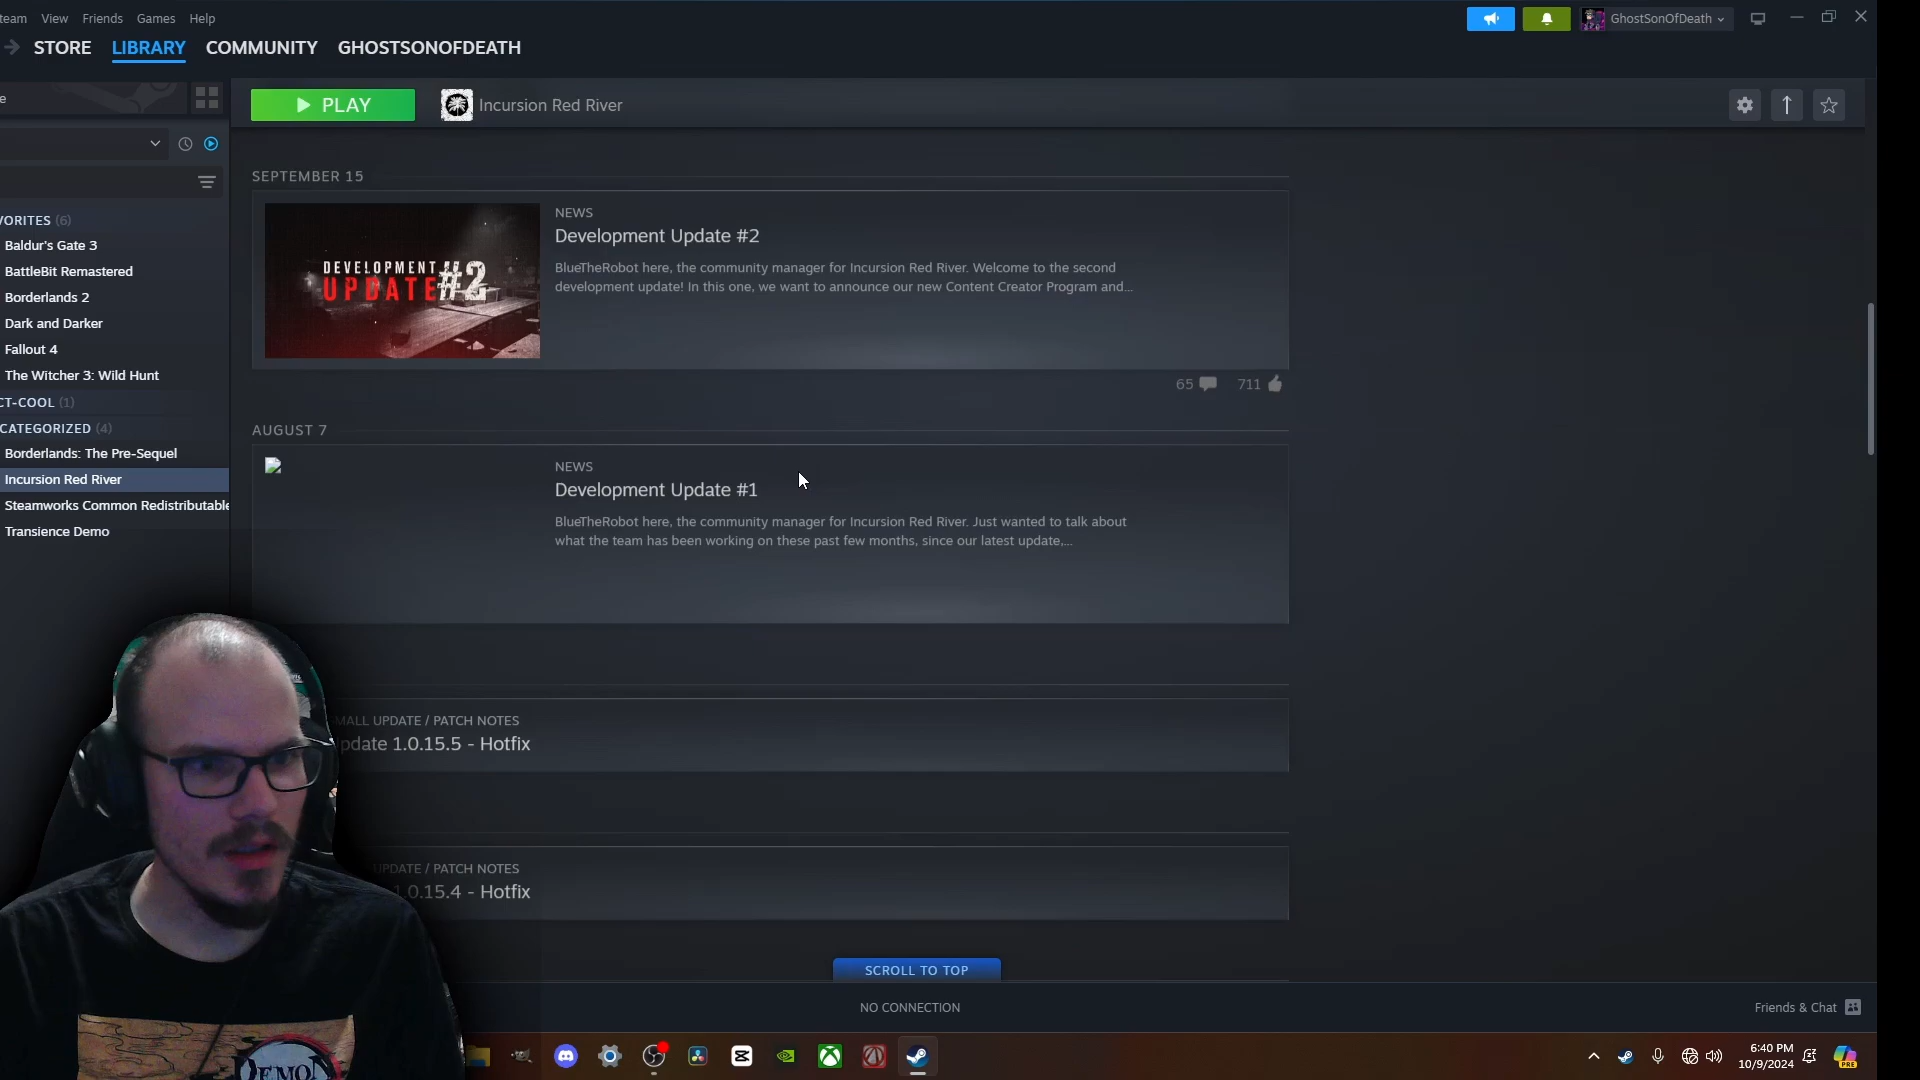 team View Friends Games Help
GhostSonOfDeath
STORE LIBRARY COMMUNITY GHOSTSONOFDEATH
e
PLAY
Incursion Red River
VORITES (6)
Baldur's Gate 3
BattleBit Remastered
Borderlands 2
Dark and Darker
Fallout 4
The Witcher 3: Wild Hunt
CT-COOL (1)
CATEGORIZED (4)
Borderlands: The Pre-Sequel
Incursion Red River
Steamworks Common Redistributable
Transience Demo
SEPTEMBER 15
DEVELOPMENT
UPDATE #2
NEWS
Development Update #2
BlueTheRobot here, the community manager for Incursion Red River. Welcome to the second
development update! In this one, we want to announce our new Content Creator Program and...
65 711
AUGUST 7
NEWS
Development Update #1
BlueTheRobot here, the community manager for Incursion Red River. Just wanted to talk about
what the team has been working on these past few months, since our latest update,...
MALL UPDATE / PATCH NOTES
pdate 1.0.15.5 - Hotfix
UPDATE / PATCH NOTES
1.0.15.4 - Hotfix
SCROLL TO TOP
NO CONNECTION
Friends & Chat
DEMO
6:40 PM
10/9/2024
PRE